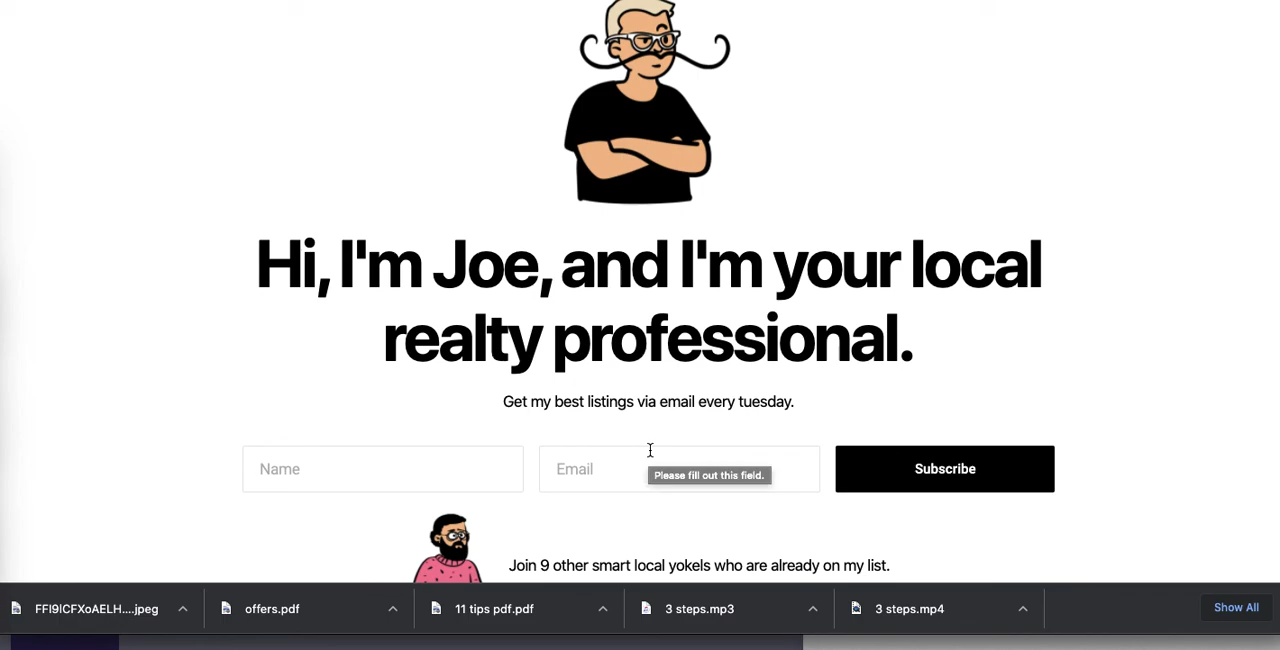 Hi, I'm Joe, and I'm your local
realty professional.
Get my best listings via email every tuesday.
Name
Email
Please fill out this field.
Subscribe
Join 9 other smart local yokels who are already on my list.
FFI9lCFXoAELH....jpeg
offers.pdf
11 tips pdf.pdf
3 steps.mp3
3 steps.mp4
Show All